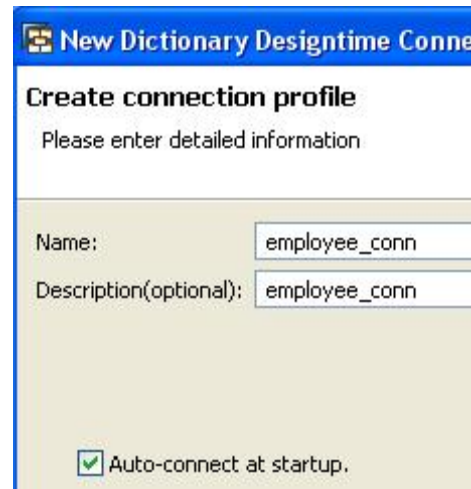 New Dictionary Designtime Conne
Create connection profile
Please enter detailed information
Name: employee_conn
Description(optional): employee_conn
Auto-connect at startup.